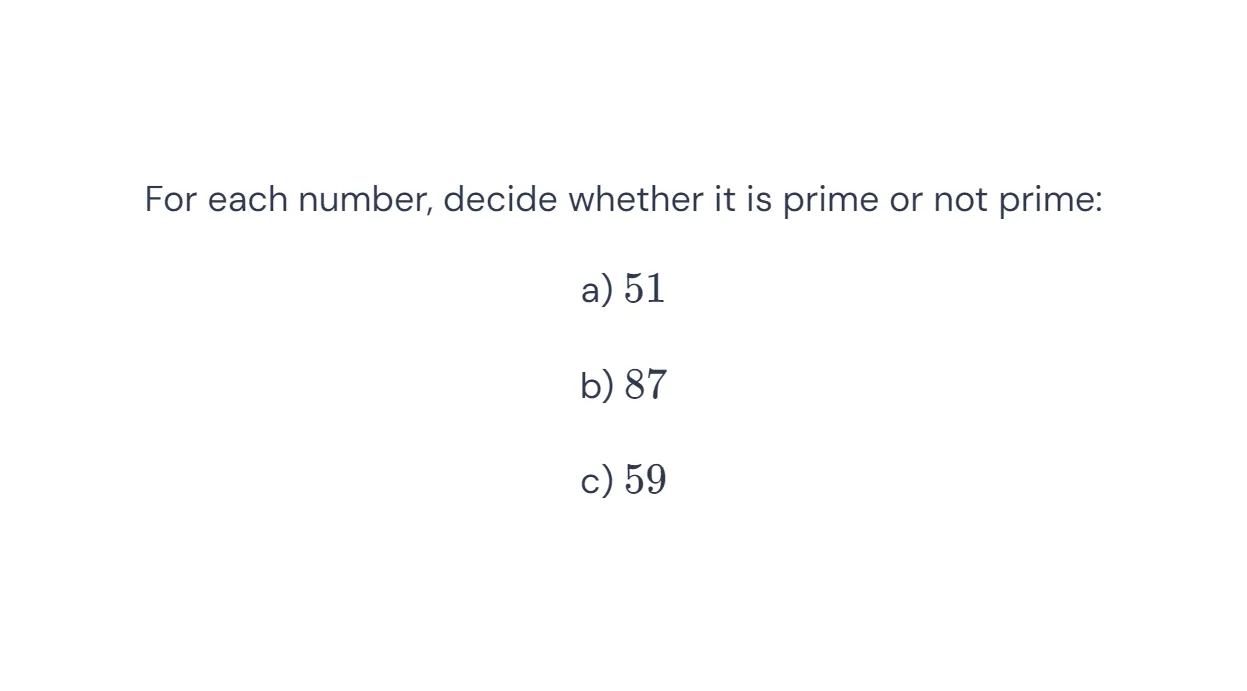 For each number, decide whether it is prime or not prime:
a) 51
b) 87
c) 59